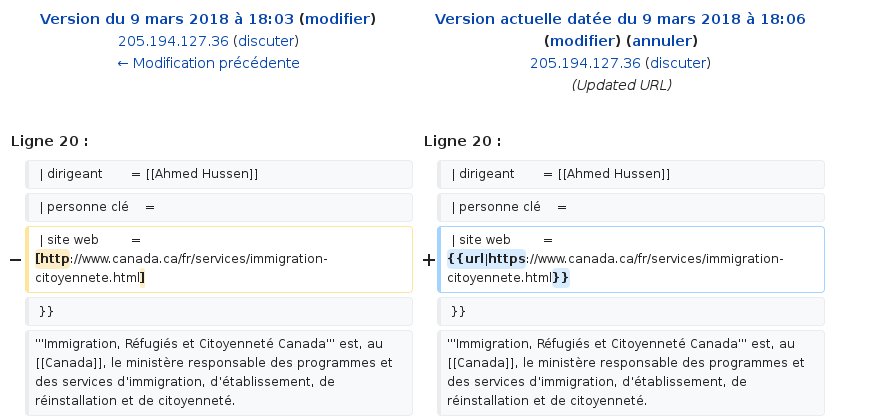 Version du 9 mars 2018 à 18:03 (modifier)
205.194.127.36 (discuter)
← Modification précédente
Version actuelle datée du 9 mars 2018 à 18:06
(modifier) (annuler)
205.194.127.36 (discuter)
(Updated URL)
Ligne 20 :
Ligne 20 :
| dirigeant = [[Ahmed Hussen]]
| dirigeant = [[Ahmed Hussen]]
| personne clé =
| personne clé =
| site web =
− [http://www.canada.ca/fr/services/immigration-
citoyennete.html]
| site web =
+ {{url|https://www.canada.ca/fr/services/immigration-
citoyennete.html}}
}}
}}
'''Immigration, Réfugiés et Citoyenneté Canada''' est, au
[[Canada]], le ministère responsable des programmes et
des services d'immigration, d'établissement, de
réinstallation et de citoyenneté.
'''Immigration, Réfugiés et Citoyenneté Canada''' est, au
[[Canada]], le ministère responsable des programmes et
des services d'immigration, d'établissement, de
réinstallation et de citoyenneté.